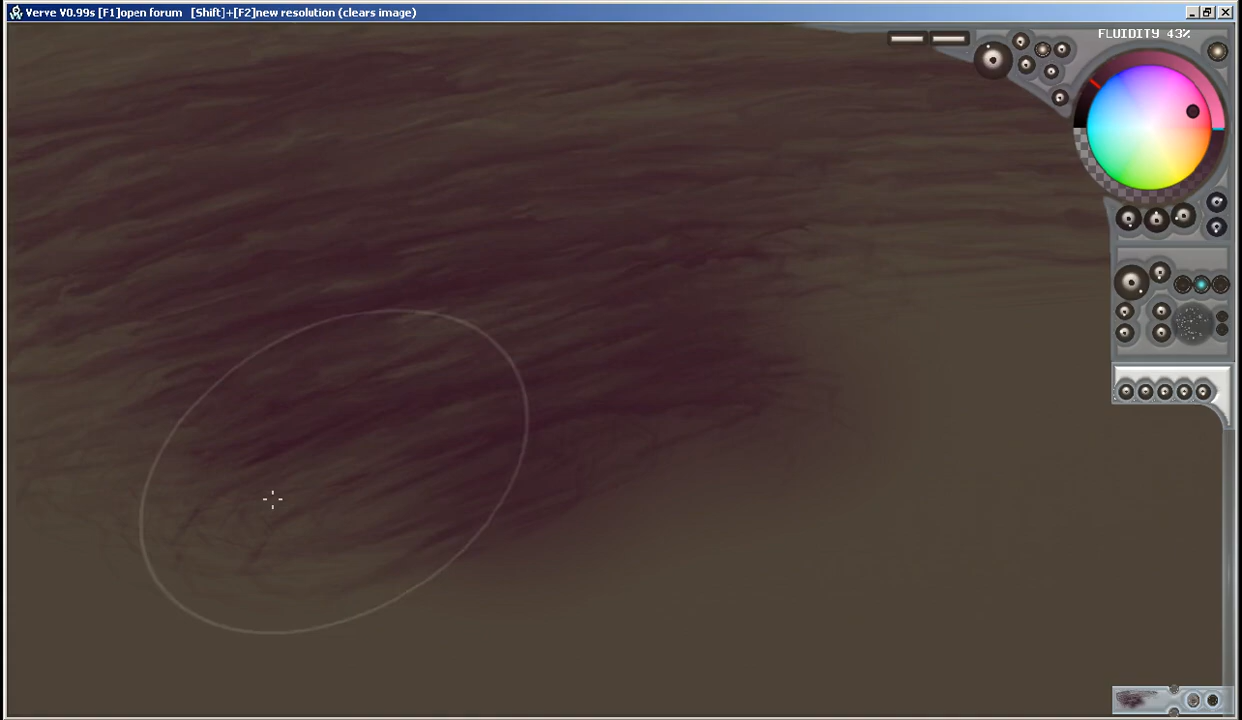 Verve V0.99s [F1]open forum [Shift]+[F2]new resolution (clears image)
FLUIDITY 43%